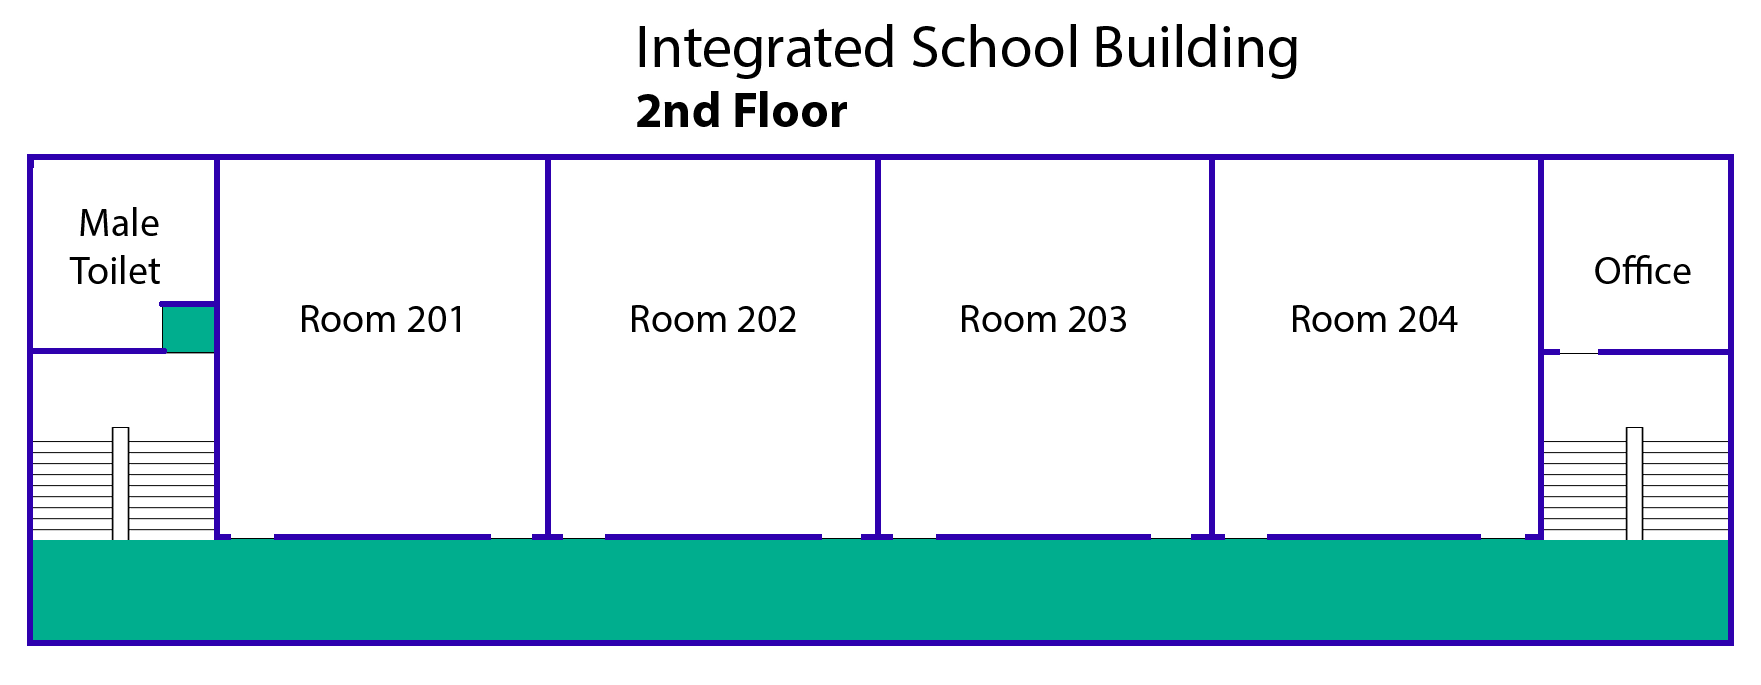 Integrated School Building
2nd Floor
Male
Toilet
Room 201
Room 202
Room 203
Room 204
Office